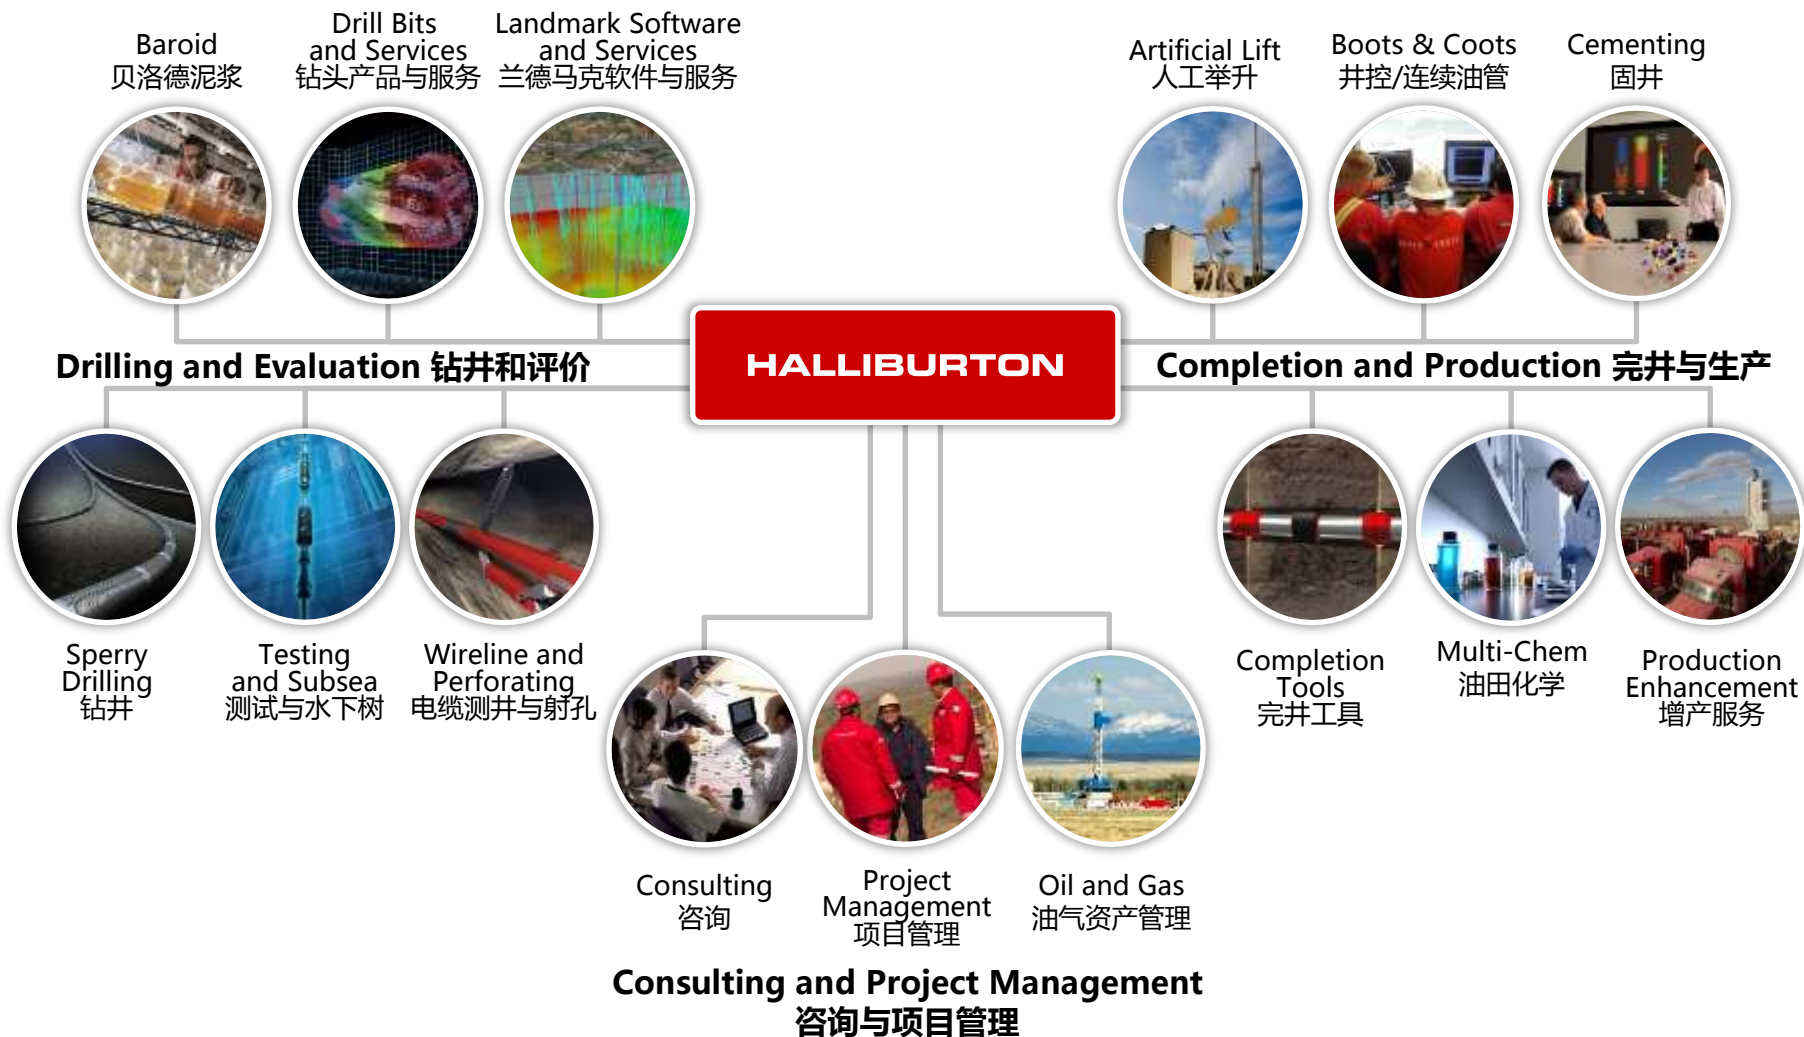 Baroid
贝洛德泥浆
Drill Bits
and Services
钻头产品与服务
Landmark Software
and Services
兰德马克软件与服务
Artificial Lift
人工举升
Boots & Coots
井控/连续油管
Cementing
固井
HALLIBURTON
Drilling and Evaluation 钻井和评价
Completion and Production 完井与生产
Sperry
Drilling
钻井
Testing
and Subsea
测试与水下树
Wireline and
Perforating
电缆测井与射孔
Completion
Tools
完井工具
Multi-Chem
油田化学
Production
Enhancement
增产服务
Consulting
咨询
Project
Management
项目管理
Oil and Gas
油气资产管理
Consulting and Project Management
咨询与项目管理